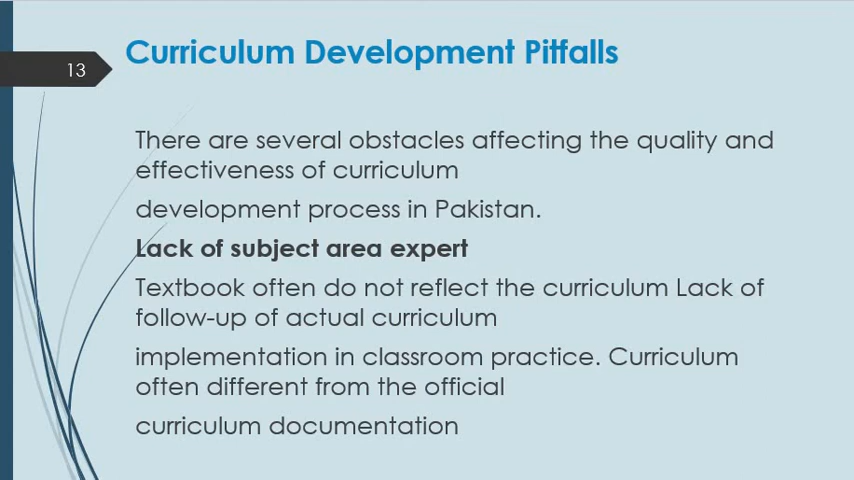 13
Curriculum Development Pitfalls
There are several obstacles affecting the quality and
effectiveness of curriculum
development process in Pakistan.
Lack of subject area expert
Textbook often do not reflect the curriculum Lack of
follow-up of actual curriculum
implementation in classroom practice. Curriculum
often different from the official
curriculum documentation